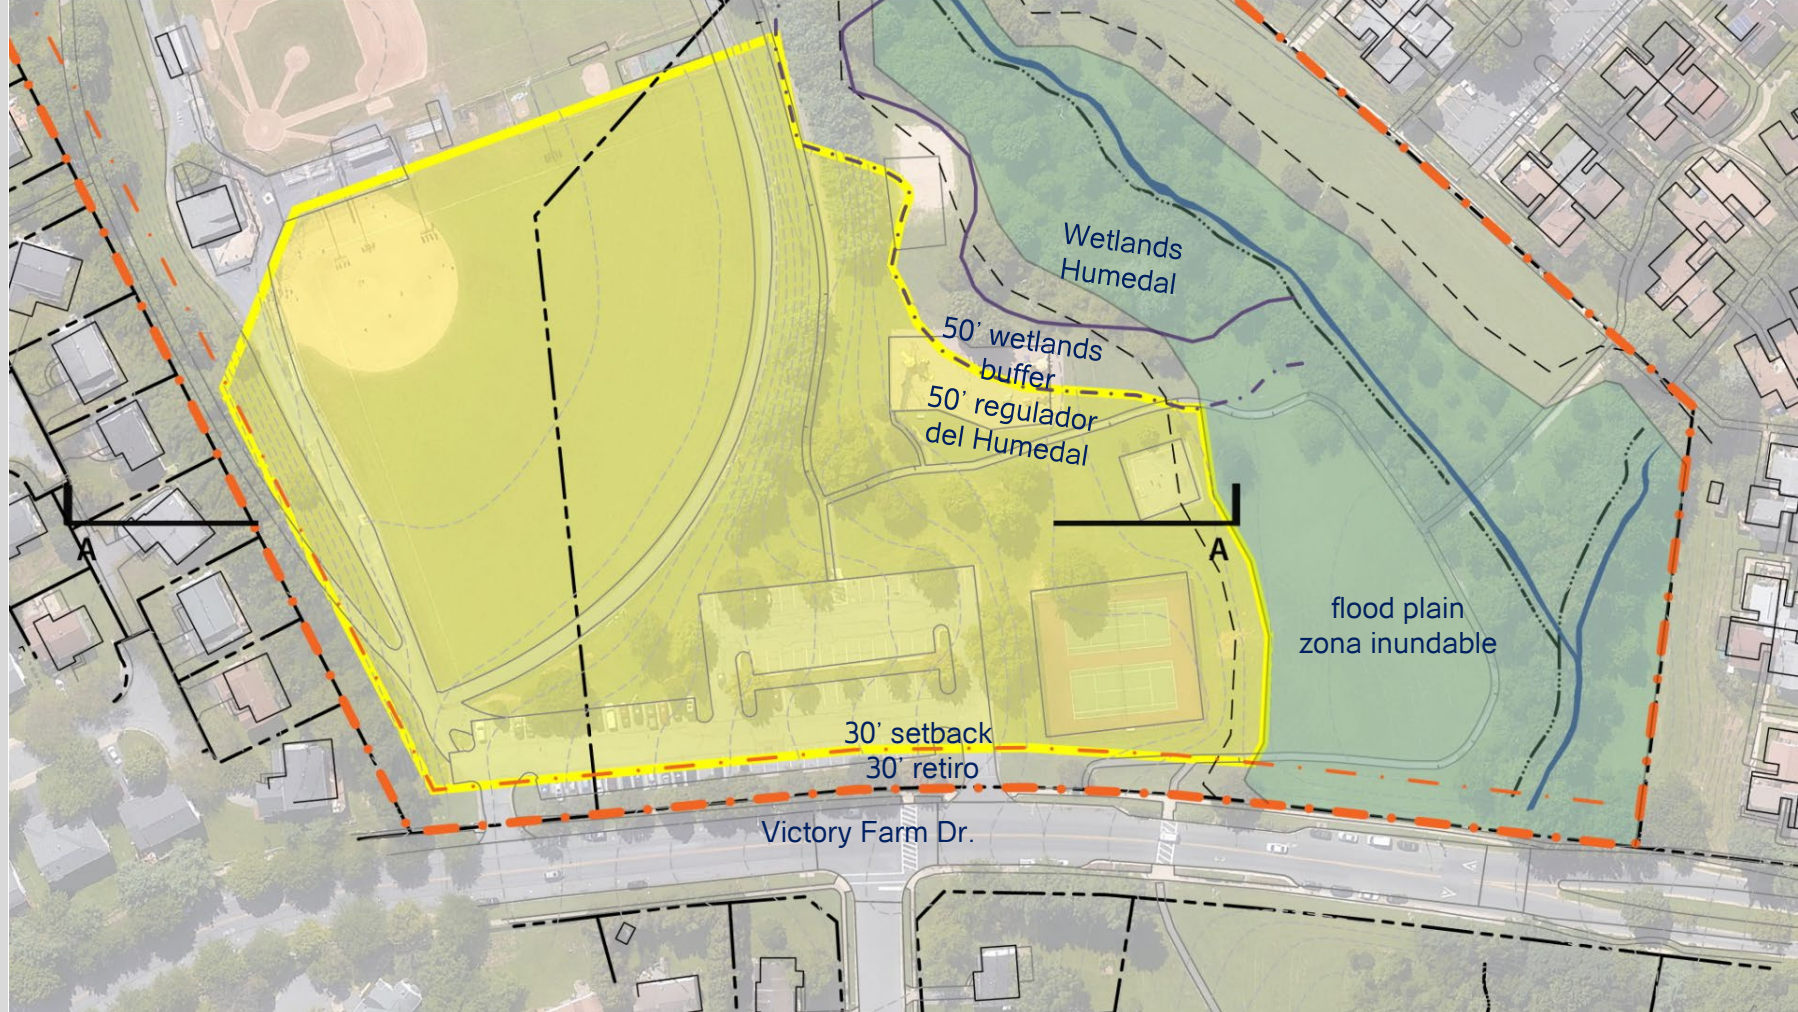 Wetlands
Humedal
50’ wetlands
buffer
50’ regulador
del Humedal
A
A
flood plain
zona inundable
30’ setback
30’ retiro
Victory Farm Dr.